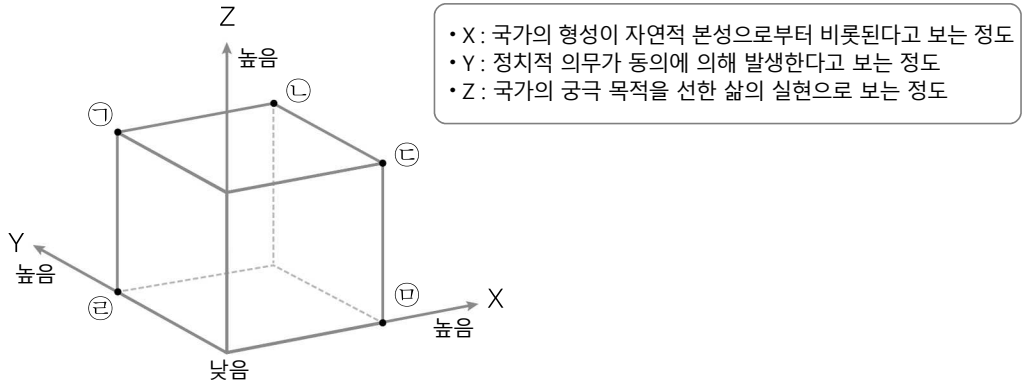 Z
높음
㉠
㉡
㉢
Y
높음
㉣
㉤
X
높음
낮음
• X : 국가의 형성이 자연적 본성으로부터 비롯된다고 보는 정도
• Y : 정치적 의무가 동의에 의해 발생한다고 보는 정도
• Z : 국가의 궁극 목적을 선한 삶의 실현으로 보는 정도